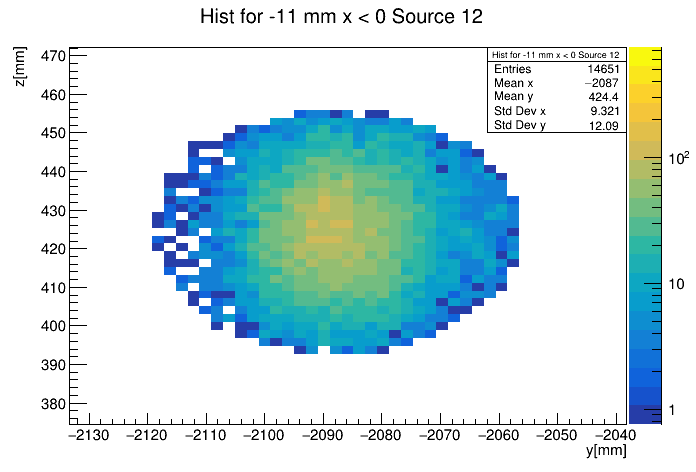 Hist for -11 mm x < 0 Source 12
z[mm]
470
460
450
440
430
420
410
400
390
380
Hist for -11 mm x < 0 Source 12
Entries 14651
Mean x −2087
Mean y 424.4
Std Dev x 9.321
Std Dev y 12.09
10²
10
1
−2130 −2120 −2110 −2100 −2090 −2080 −2070 −2060 −2050 −2040
y[mm]